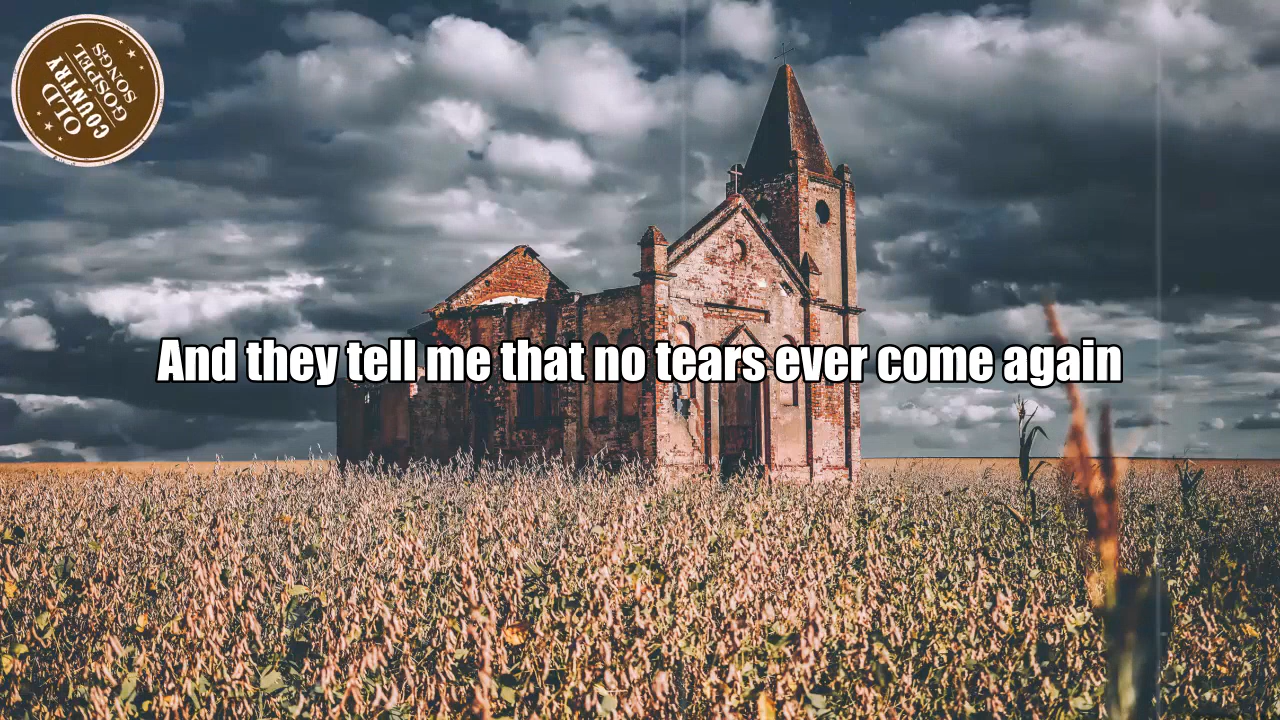 OLD
COUNTRY
GOSPEL
SONGS
And they tell me that no tears ever come again